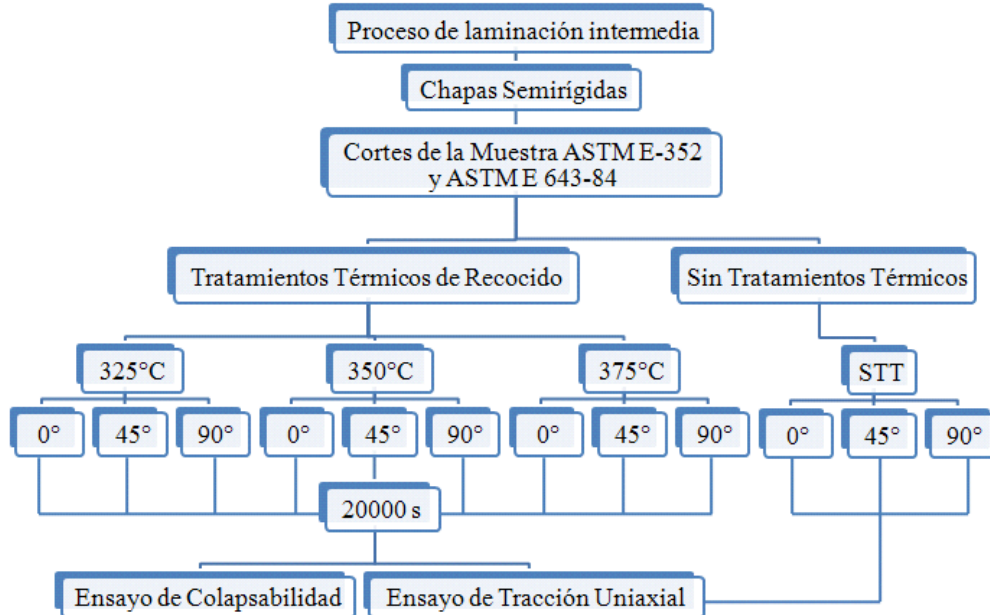 Proceso de laminación intermedia
Chapas Semirígidas
Cortes de la Muestra ASTM E-352
y ASTM E 643-84
Tratamientos Térmicos de Recocido
Sin Tratamientos Térmicos
325°C
350°C
375°C
STT
0°
45°
90°
0°
45°
90°
0°
45°
90°
0°
45°
90°
20000 s
Ensayo de Colapsabilidad
Ensayo de Tracción Uniaxial